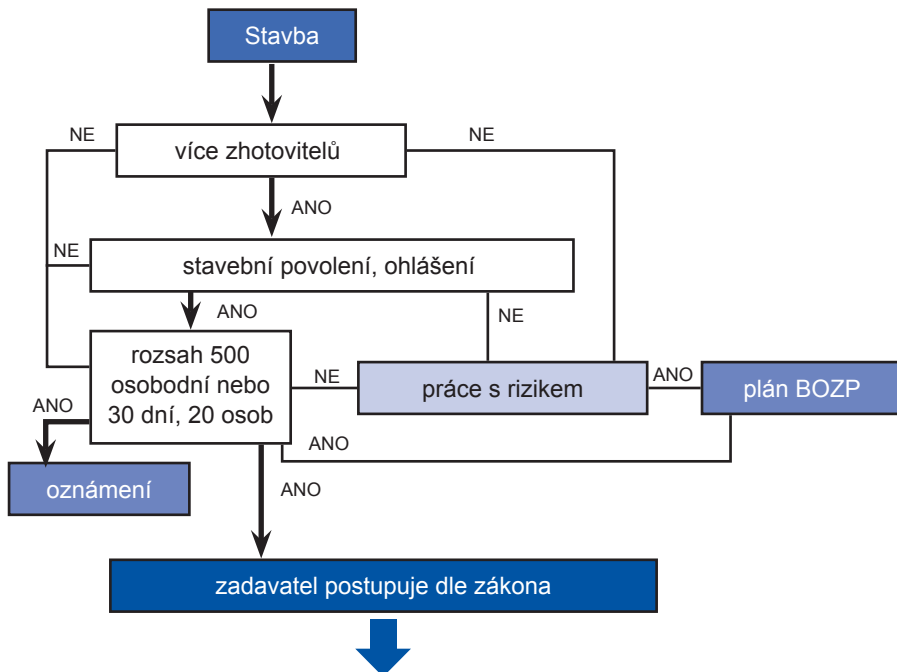 Stavba
NE
NE
více zhotovitelů
ANO
NE
stavební povolení, ohlášení
ANO
NE
rozsah 500
osobodní nebo
30 dní, 20 osob
NE
práce s rizikem
ANO
plán BOZP
ANO
ANO
oznámení
ANO
zadavatel postupuje dle zákona